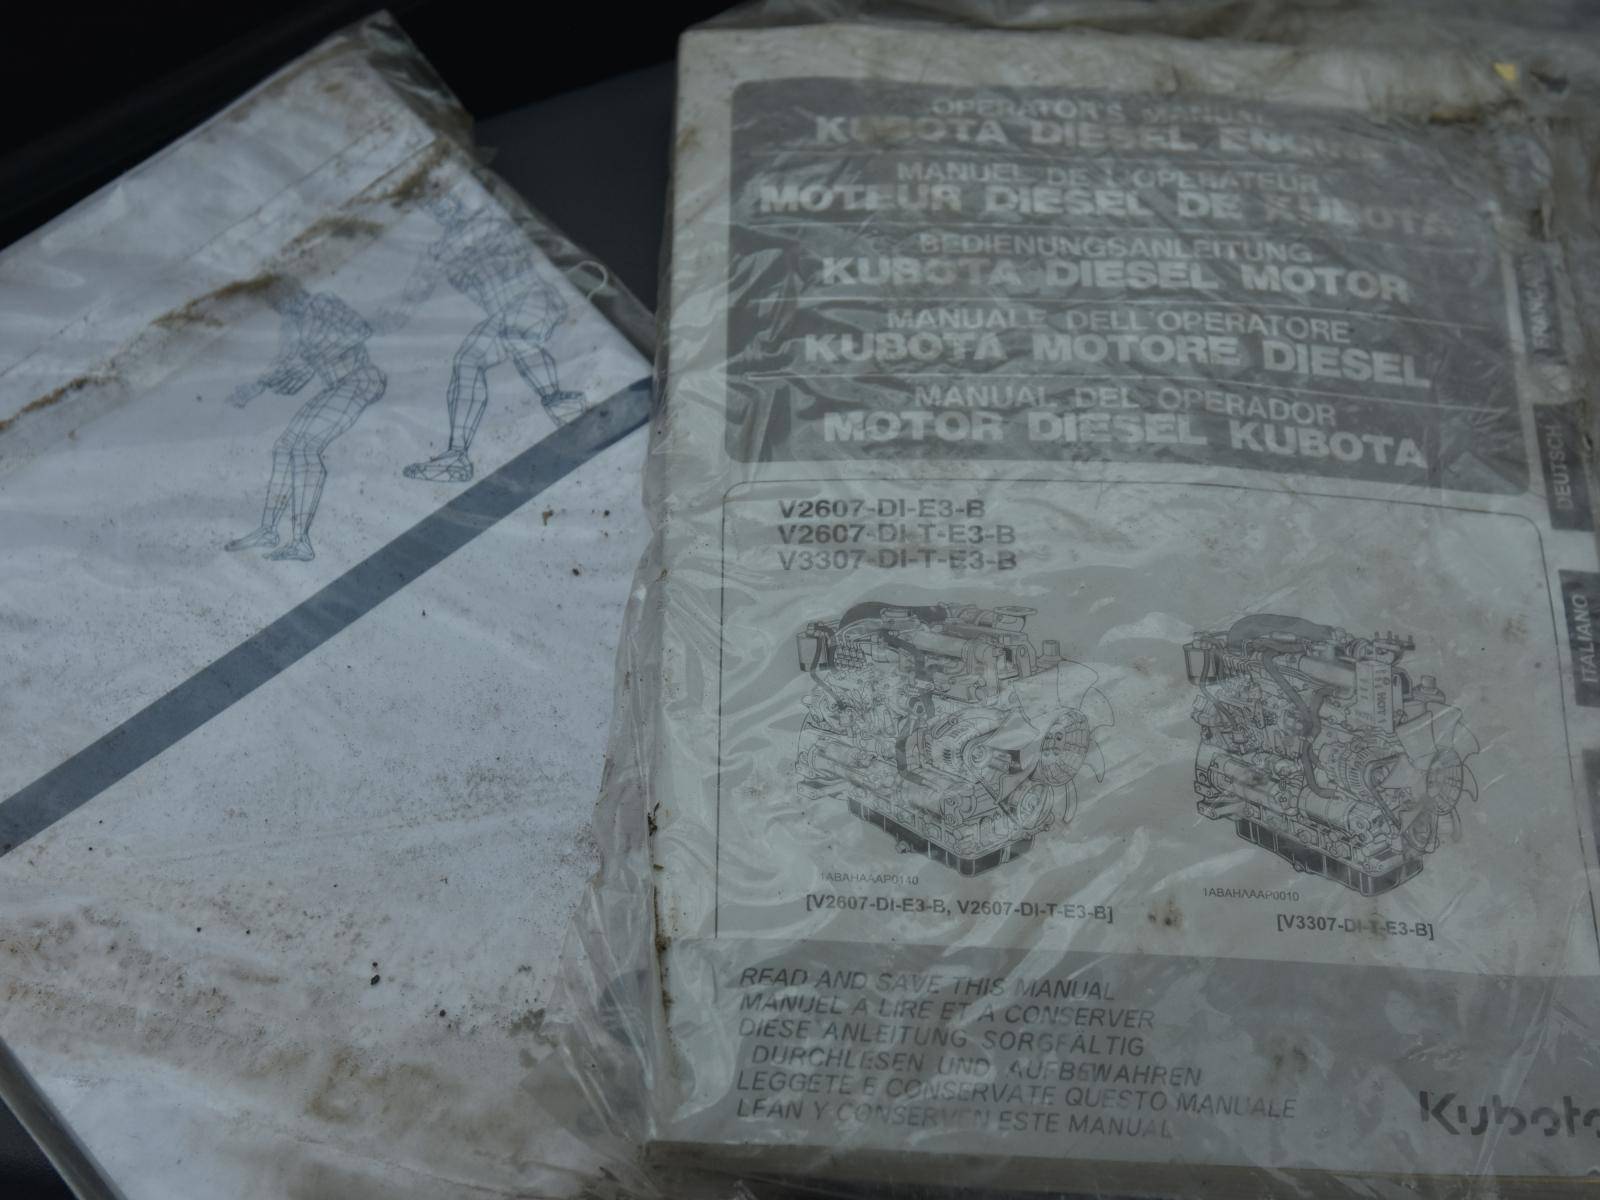 OPERATOR'S MANUAL
KUBOTA DIESEL ENGINE
MANUEL DE L'OPERATEUR
MOTEUR DIESEL DE KUBOTA
BEDIENUNGSANLEITUNG
KUBOTA DIESEL MOTOR
MANUALE DELL'OPERATORE
KUBOTA MOTORE DIESEL
MANUAL DEL OPERADOR
MOTOR DIESEL KUBOTA
V2607-DI-E3-B
V2607-DI-T-E3-B
V3307-DI-T-E3-B
1ABAHAAAP0140
1ABAHAAAP0010
[V2607-DI-E3-B, V2607-DI-T-E3-B]
[V3307-DI-T-E3-B]
READ AND SAVE THIS MANUAL
MANUEL A LIRE ET A CONSERVER
DIESE ANLEITUNG SORGFÄLTIG
DURCHLESEN UND AUFBEWAHREN
LEGGETE E CONSERVATE QUESTO MANUALE
LEAN Y CONSERVEN ESTE MANUAL
Kubota
FRANÇAIS
DEUTSCH
ITALIANO